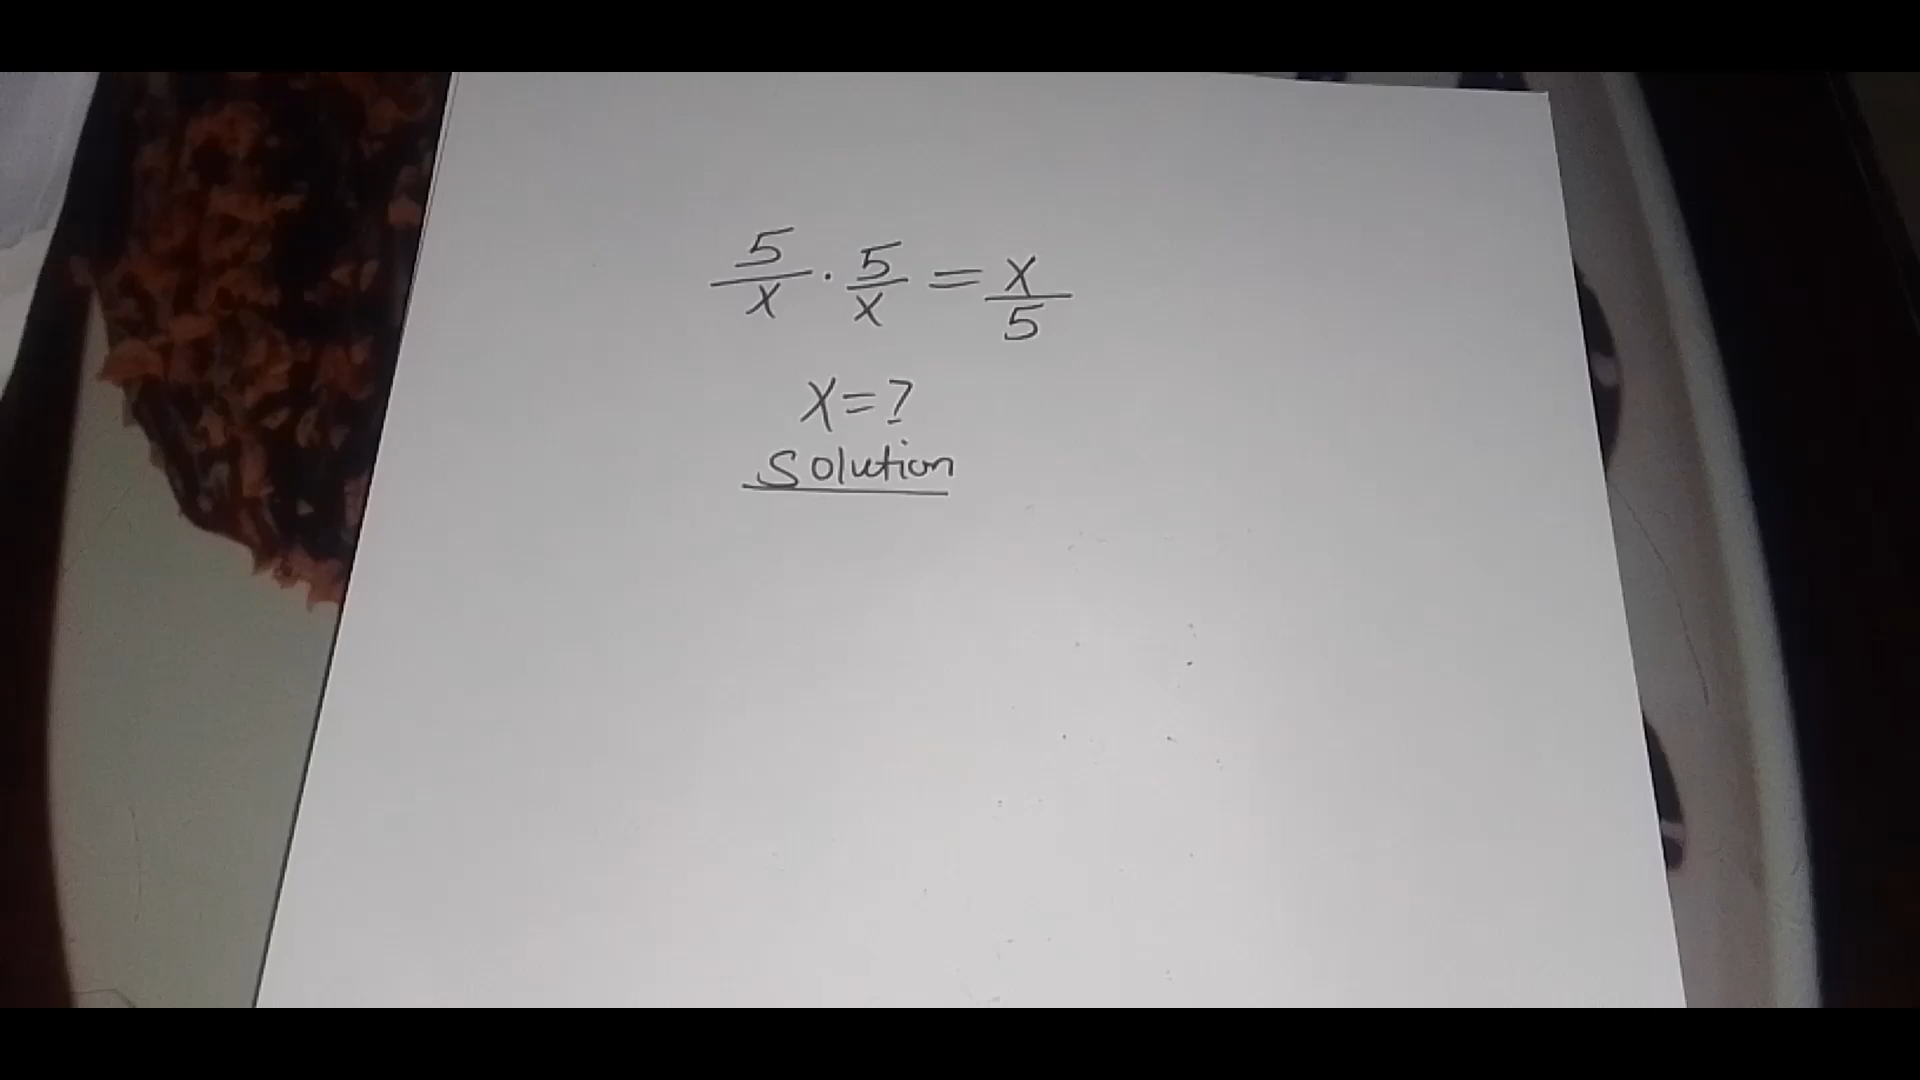 5/x · 5/x = x/5
x=?
Solution